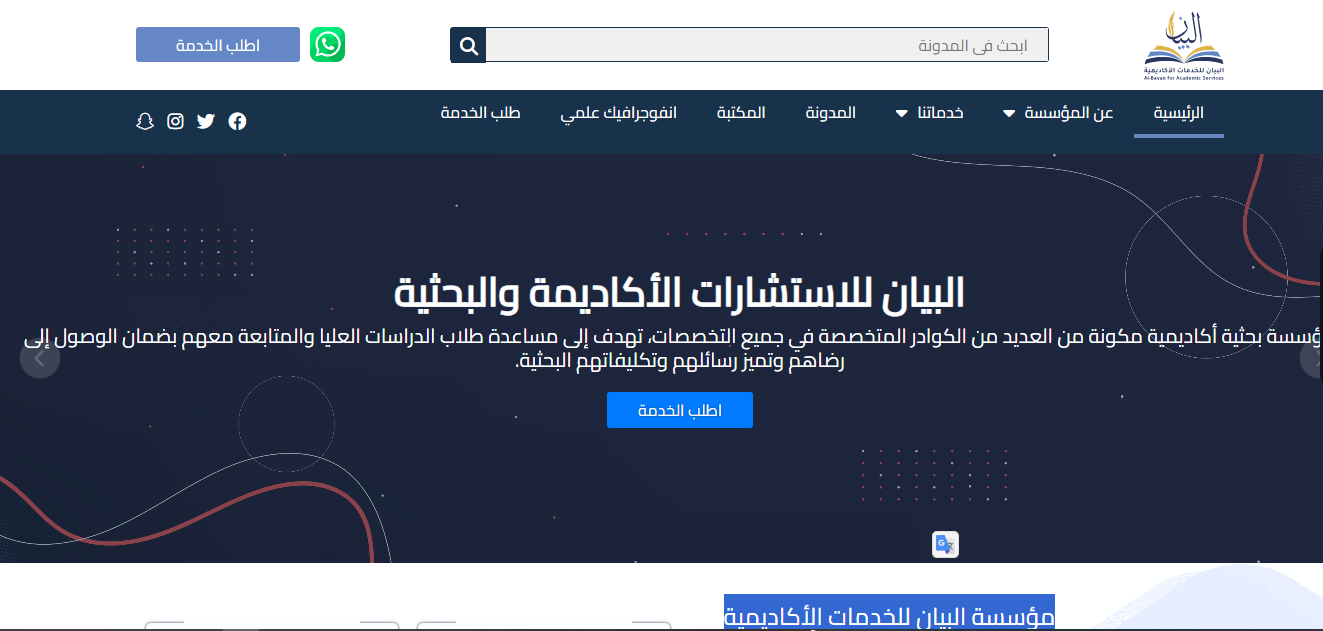 البيان
البيان للخدمات الأكاديمية
Al-Bayan for Academic Services
ابحث فى المدونة
اطلب الخدمة
الرئيسية
عن المؤسسة
خدماتنا
المدونة
المكتبة
انفوجرافيك علمي
طلب الخدمة
البيان للاستشارات الأكاديمة والبحثية
ؤسسة بحثية أكاديمية مكونة من العديد من الكوادر المتخصصة في جميع التخصصات، تهدف إلى مساعدة طلاب الدراسات العليا والمتابعة معهم بضمان الوصول إلى
رضاهم وتميز رسائلهم وتكليفاتهم البحثية.
اطلب الخدمة
G
مؤسسة البيان للخدمات الأكاديمية